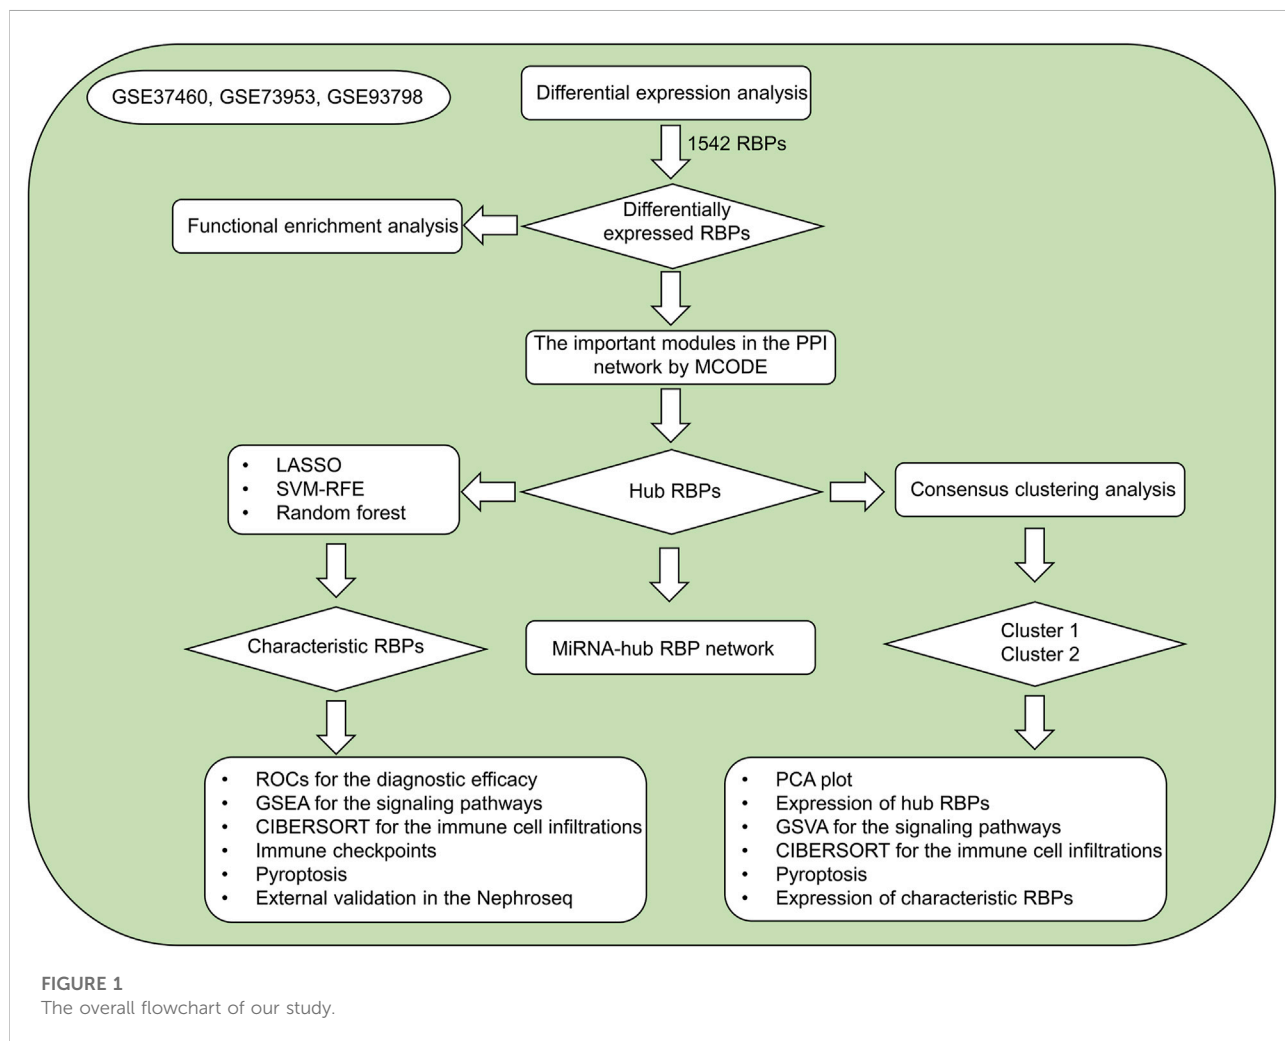 GSE37460, GSE73953, GSE93798
Differential expression analysis
1542 RBPs
Differentially
expressed RBPs
Functional enrichment analysis
The important modules in the PPI
network by MCODE
Hub RBPs
• LASSO
• SVM-RFE
• Random forest
Consensus clustering analysis
Characteristic RBPs
MiRNA-hub RBP network
Cluster 1
Cluster 2
• ROCs for the diagnostic efficacy
• GSEA for the signaling pathways
• CIBERSORT for the immune cell infiltrations
• Immune checkpoints
• Pyroptosis
• External validation in the Nephroseq
• PCA plot
• Expression of hub RBPs
• GSVA for the signaling pathways
• CIBERSORT for the immune cell infiltrations
• Pyroptosis
• Expression of characteristic RBPs
FIGURE 1
The overall flowchart of our study.